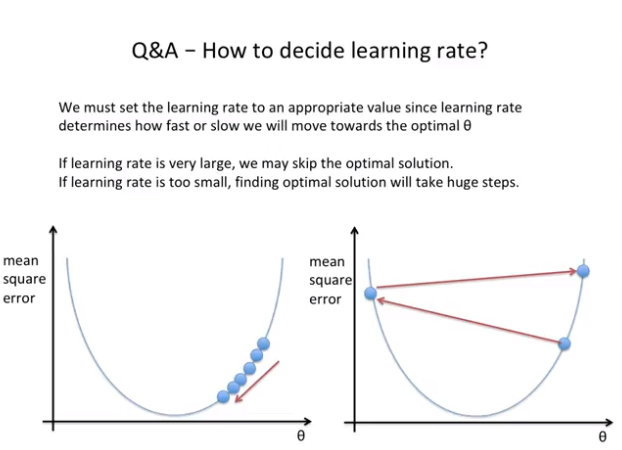 Q&A – How to decide learning rate?
We must set the learning rate to an appropriate value since learning rate
determines how fast or slow we will move towards the optimal θ
If learning rate is very large, we may skip the optimal solution.
If learning rate is too small, finding optimal solution will take huge steps.
mean
square
error
θ
mean
square
error
θ